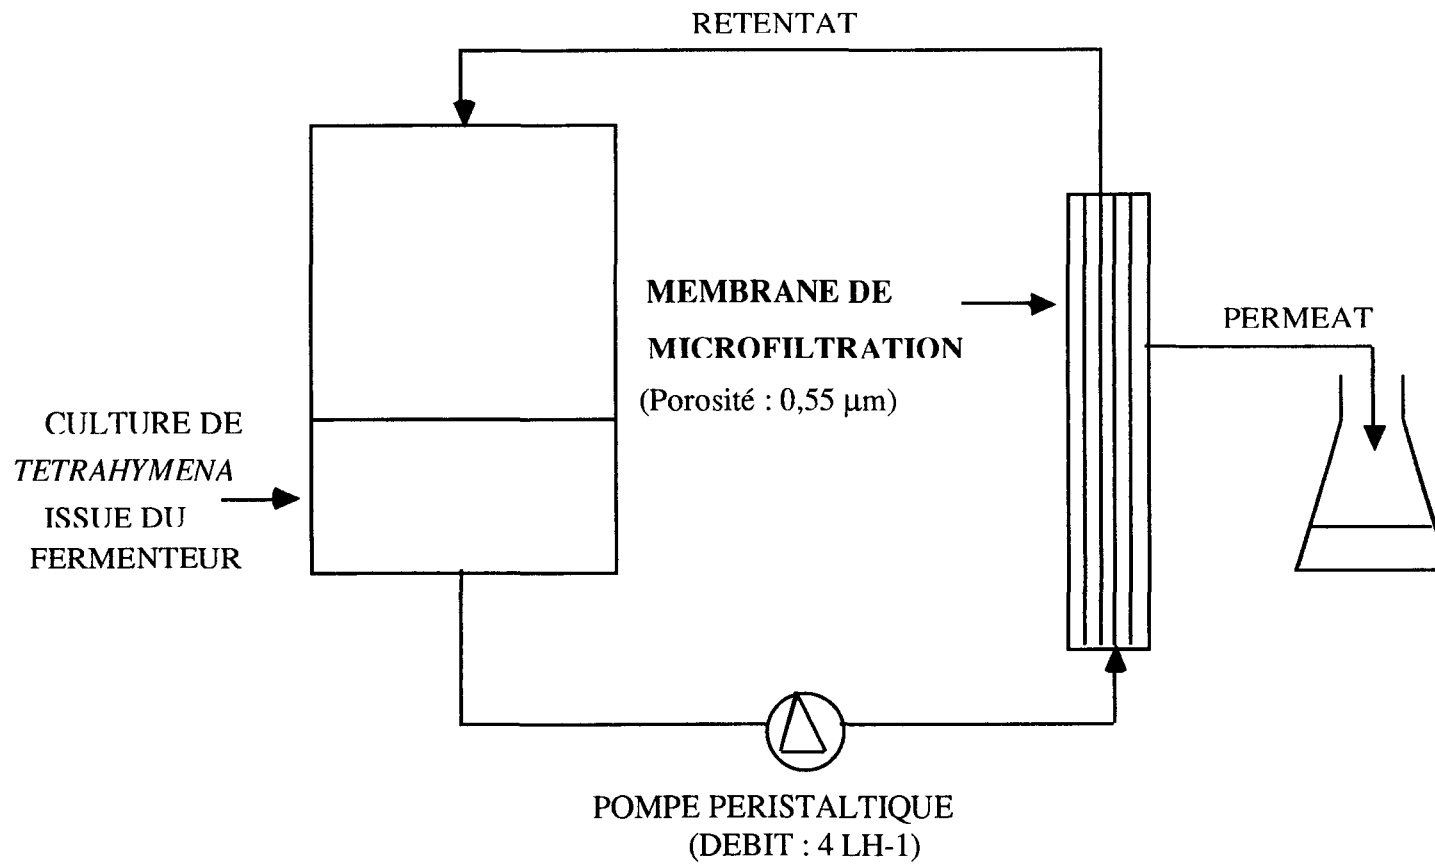 RETENTAT
MEMBRANE DE
MICROFILTRATION
(Porosité : 0,55 µm)
PERMEAT
CULTURE DE
TETRAHYMENA
ISSUE DU
FERMENTEUR
POMPE PERISTALTIQUE
(DEBIT : 4 LH-1)